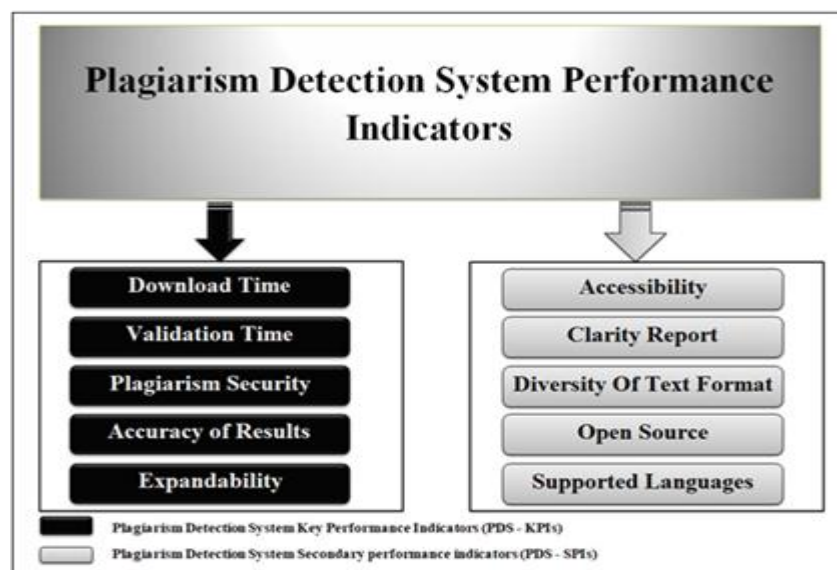 Plagiarism Detection System Performance
Indicators
Download Time
Validation Time
Plagiarism Security
Accuracy of Results
Expandability
Accessibility
Clarity Report
Diversity Of Text Format
Open Source
Supported Languages
Plagiarism Detection System Key Performance Indicators (PDS - KPIs)
Plagiarism Detection System Secondary performance indicators (PDS - SPIs)